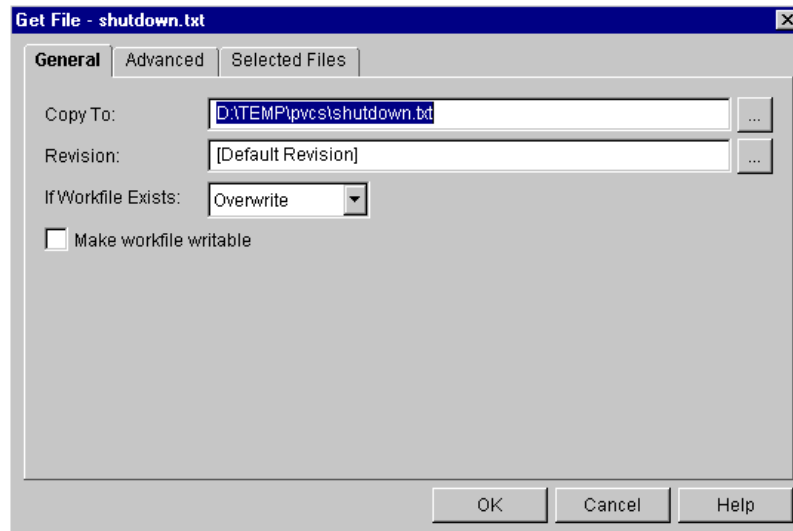 Get File - shutdown.txt
General Advanced Selected Files
Copy To: D:\TEMP\pvcs\shutdown.txt ...
Revision: [Default Revision] ...
If Workfile Exists: Overwrite
Make workfile writable
OK Cancel Help